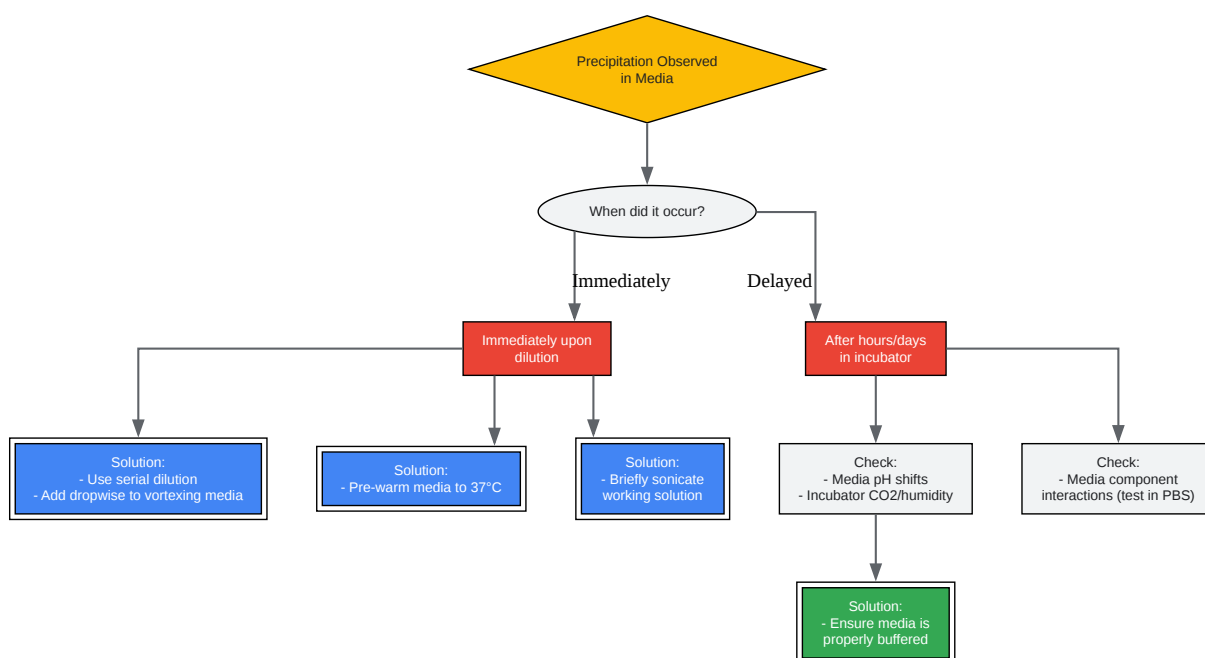 Precipitation Observed
in Media
When did it occur?
Immediately
Delayed
Immediately upon
dilution
After hours/days
in incubator
Solution:
- Use serial dilution
- Add dropwise to vortexing media
Solution:
- Pre-warm media to 37°C
Solution:
- Briefly sonicate
working solution
Check:
- Media pH shifts
- Incubator CO2/humidity
Check:
- Media component
interactions (test in PBS)
Solution:
- Ensure media is
properly buffered